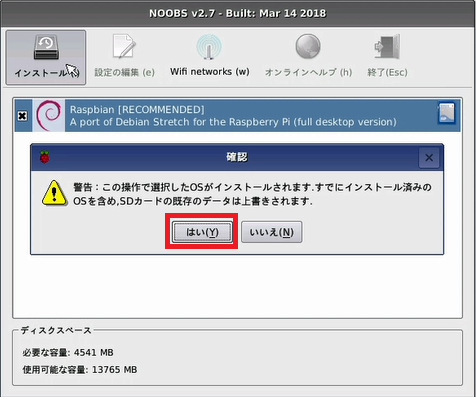 NOOBS v2.7 - Built: Mar 14 2018
インストール(i)
設定の編集 (e)
Wifi networks (w)
オンラインヘルプ (h)
終了(Esc)
Raspbian [RECOMMENDED]
A port of Debian Stretch for the Raspberry Pi (full desktop version)
確認
警告：この操作で選択したOSがインストールされます.すでにインストール済みの
OSを含め,SDカードの既存のデータは上書きされます.
はい(Y)
いいえ(N)
ディスクスペース
必要な容量: 4541 MB
使用可能な容量: 13765 MB